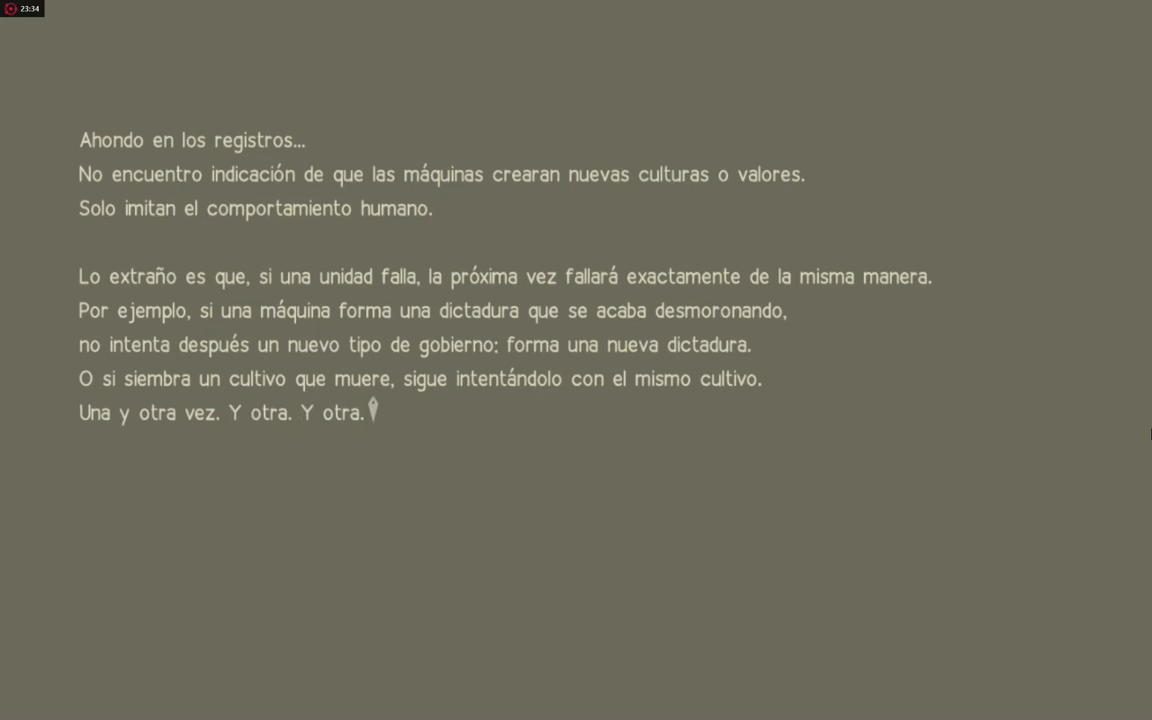 23:34
Ahondo en los registros...
No encuentro indicación de que las máquinas crearan nuevas culturas o valores.
Solo imitan el comportamiento humano.
Lo extraño es que, si una unidad falla, la próxima vez fallará exactamente de la misma manera.
Por ejemplo, si una máquina forma una dictadura que se acaba desmoronando,
no intenta después un nuevo tipo de gobierno: forma una nueva dictadura.
O si siembra un cultivo que muere, sigue intentándolo con el mismo cultivo.
Una y otra vez. Y otra. Y otra.